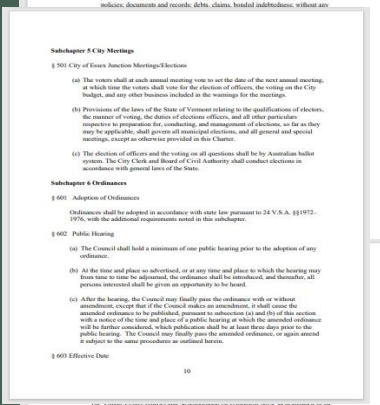 policies; documents and records; debts, claims, bonded indebtedness; without any
Subchapter 5 City Meetings
§ 501 City of Essex Junction Meetings/Elections
(a) The voters shall at each annual meeting vote to set the date of the next annual meeting,
at which time the voters shall vote for the election of officers, the voting on the City
budget, and any other business included in the warnings for the meetings.
(b) Provisions of the laws of the State of Vermont relating to the qualifications of electors,
the manner of voting, the duties of election officers, and all other particulars
respective to preparation for, conducting, and management of elections, so far as they
may be applicable, shall govern all municipal elections, and all general and special
meetings, except as otherwise provided in this Charter.
(c) The election of officers and the voting on all questions shall be by Australian ballot
system. The City Clerk and Board of Civil Authority shall conduct elections in
accordance with general laws of the State.
Subchapter 6 Ordinances
§ 601 Adoption of Ordinances
Ordinances shall be adopted in accordance with state law pursuant to 24 V.S.A. §§1972–
1976, with the additional requirements noted in this subchapter.
§ 602 Public Hearing
(a) The Council shall hold a minimum of one public hearing prior to the adoption of any
ordinance.
(b) At the time and place so advertised, or at any time and place to which the hearing may
from time to time be adjourned, the ordinance shall be introduced, and thereafter, all
persons interested shall be given an opportunity to be heard.
(c) After the hearing, the Council may finally pass the ordinance with or without
amendment, except that if the Council makes an amendment, it shall cause the
amended ordinance to be published, pursuant to subsection (a) and (b) of this section
with a notice of the time and place of a public hearing at which the amended ordinance
will be further considered, which publication shall be at least three days prior to the
public hearing. The Council may finally pass the amended ordinance, or again amend
it subject to the same procedures as outlined herein.
§ 603 Effective Date
10